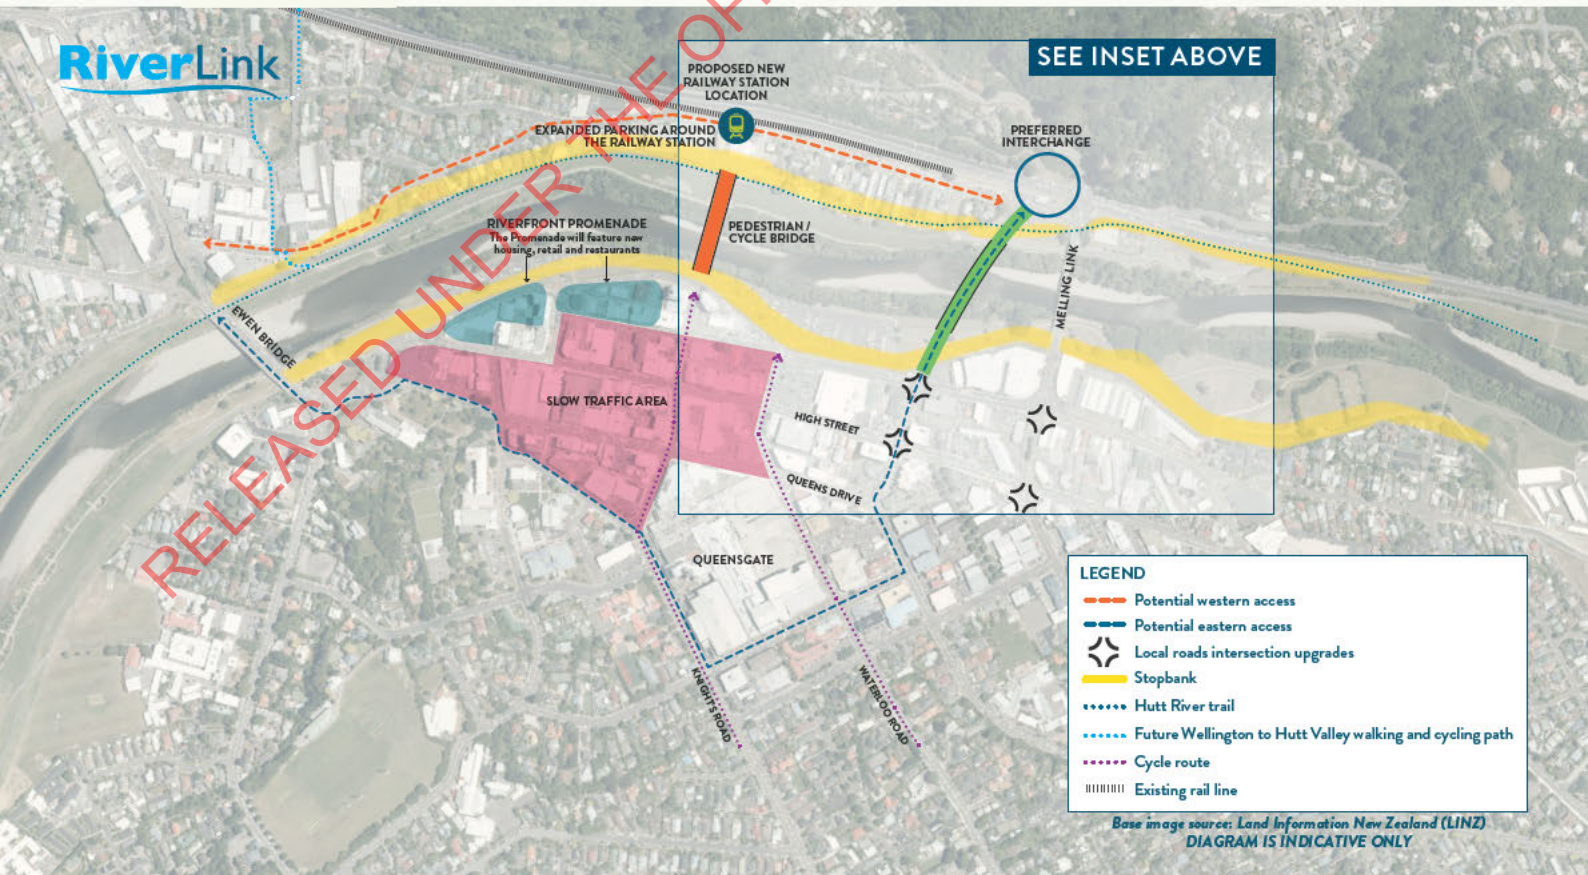 RiverLink
SEE INSET ABOVE
PROPOSED NEW
RAILWAY STATION
LOCATION
EXPANDED PARKING AROUND
THE RAILWAY STATION
PREFERRED
INTERCHANGE
RIVERFRONT PROMENADE
The Promenade will feature new
housing, retail and restaurants
PEDESTRIAN /
CYCLE BRIDGE
MELLING LINK
EWEN BRIDGE
SLOW TRAFFIC AREA
HIGH STREET
QUEENS DRIVE
QUEENSGATE
KNIGHTS ROAD
WATERLOO ROAD
RELEASED UNDER THE OF
LEGEND
Potential western access
Potential eastern access
Local roads intersection upgrades
Stopbank
Hutt River trail
Future Wellington to Hutt Valley walking and cycling path
Cycle route
Existing rail line
Base image source: Land Information New Zealand (LINZ)
DIAGRAM IS INDICATIVE ONLY